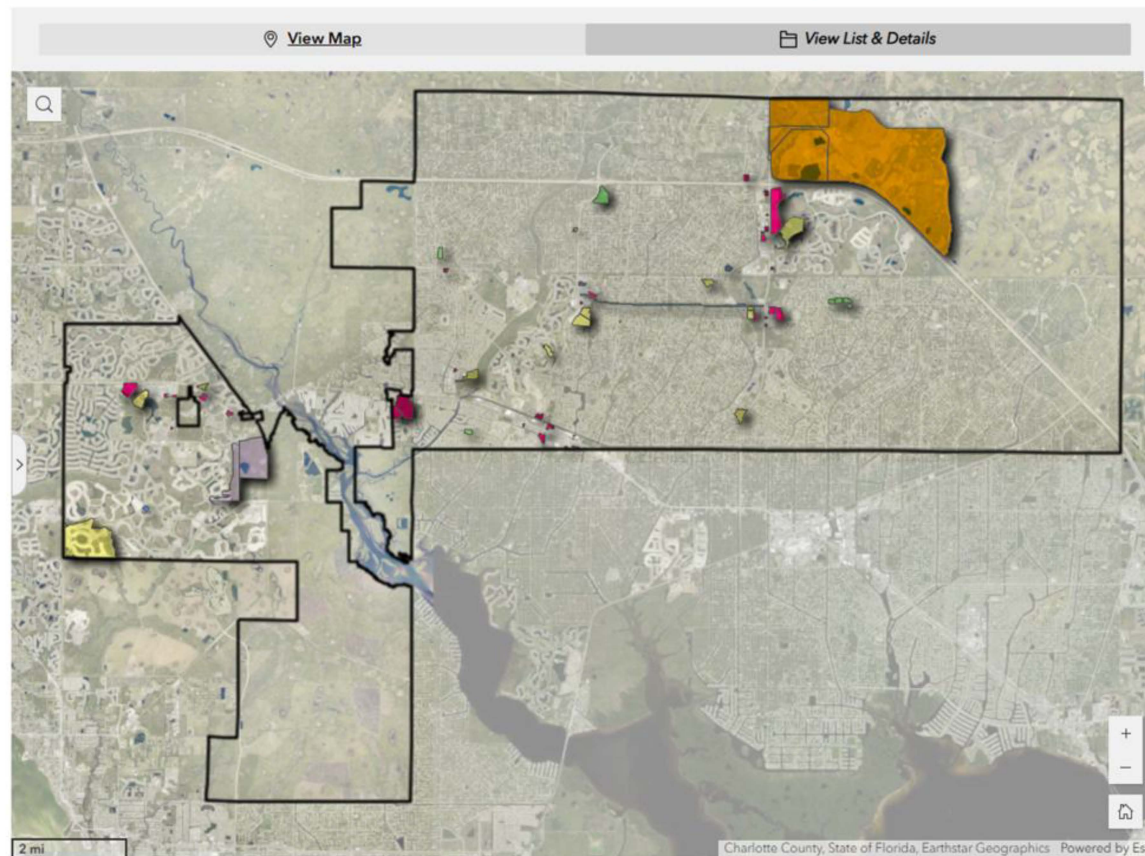 View Map
View List & Details
+
−
2 mi
Charlotte County, State of Florida, Earthstar Geographics Powered by Es